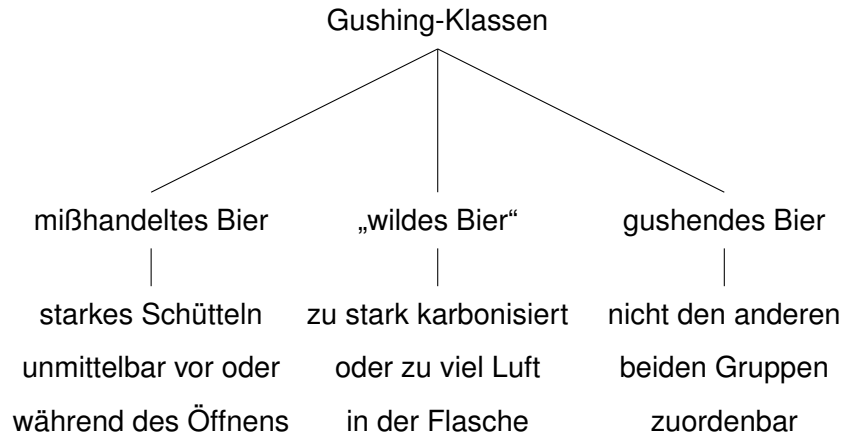 Gushing-Klassen
mißhandeltes Bier
„wildes Bier“
gushendes Bier
starkes Schütteln
unmittelbar vor oder
während des Öffnens
zu stark karbonisiert
oder zu viel Luft
in der Flasche
nicht den anderen
beiden Gruppen
zuordenbar